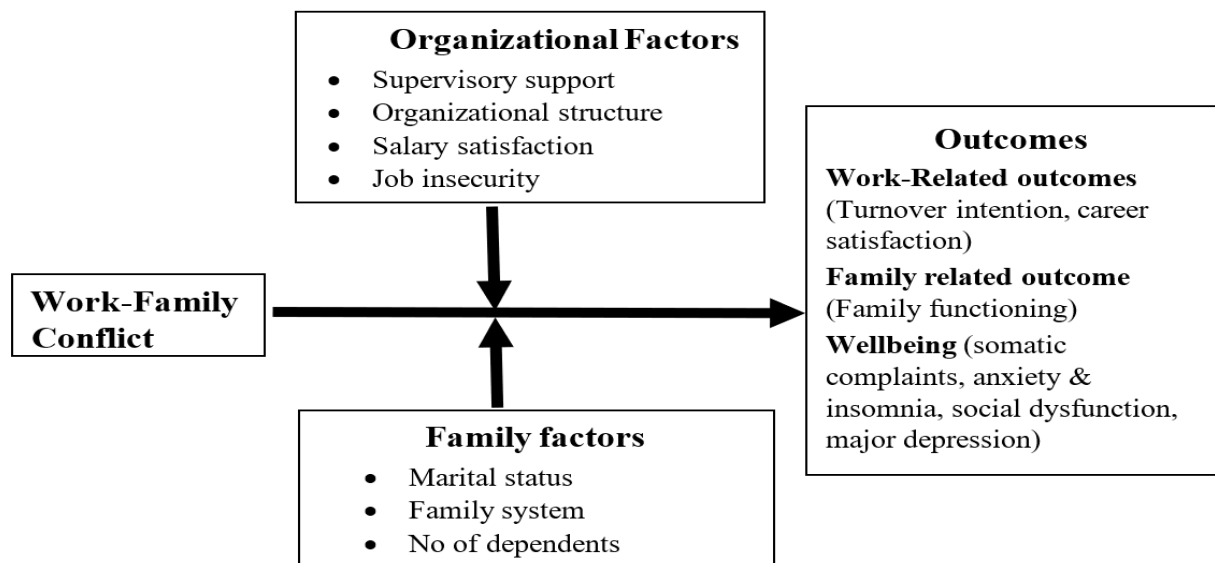 Organizational Factors
• Supervisory support
• Organizational structure
• Salary satisfaction
• Job insecurity
Work-Family
Conflict
Family factors
• Marital status
• Family system
• No of dependents
Outcomes
Work-Related outcomes
(Turnover intention, career
satisfaction)
Family related outcome
(Family functioning)
Wellbeing (somatic
complaints, anxiety &
insomnia, social dysfunction,
major depression)